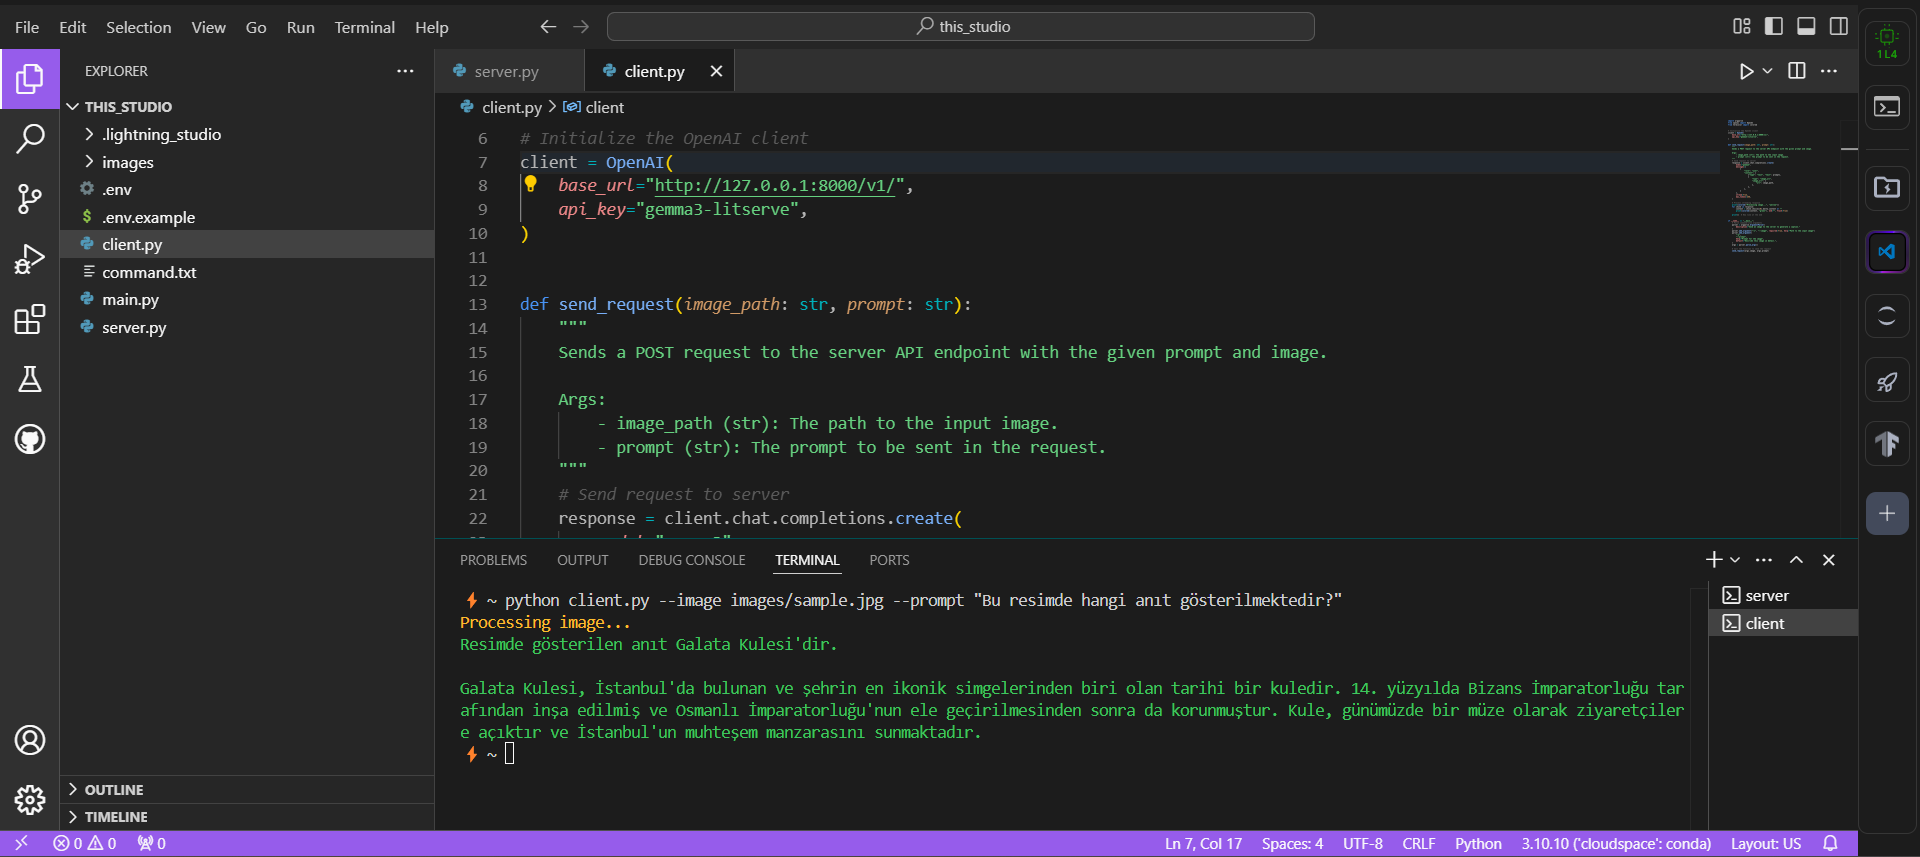 File Edit Selection View Go Run Terminal Help
this_studio
1 L4
EXPLORER
THIS_STUDIO
.lightning_studio
images
.env
$ .env.example
client.py
command.txt
main.py
server.py
OUTLINE
TIMELINE
server.py client.py
client.py > client
6 # Initialize the OpenAI client
7 client = OpenAI(
8 base_url="http://127.0.0.1:8000/v1/",
9 api_key="gemma3-litserve",
10 )
11
12
13 def send_request(image_path: str, prompt: str):
14 """
15 Sends a POST request to the server API endpoint with the given prompt and image.
16
17 Args:
18 - image_path (str): The path to the input image.
19 - prompt (str): The prompt to be sent in the request.
20 """
21 # Send request to server
22 response = client.chat.completions.create(
PROBLEMS OUTPUT DEBUG CONSOLE TERMINAL PORTS
~ python client.py --image images/sample.jpg --prompt "Bu resimde hangi anıt gösterilmektedir?"
Processing image...
Resimde gösterilen anıt Galata Kulesi'dir.
Galata Kulesi, İstanbul'da bulunan ve şehrin en ikonik simgelerinden biri olan tarihi bir kuledir. 14. yüzyılda Bizans İmparatorluğu tar
afından inşa edilmiş ve Osmanlı İmparatorluğu'nun ele geçirilmesinden sonra da korunmuştur. Kule, günümüzde bir müze olarak ziyaretçiler
e açıktır ve İstanbul'un muhteşem manzarasını sunmaktadır.
~
server
client
0 0 0
Ln 7, Col 17 Spaces: 4 UTF-8 CRLF Python 3.10.10 ('cloudspace': conda) Layout: US